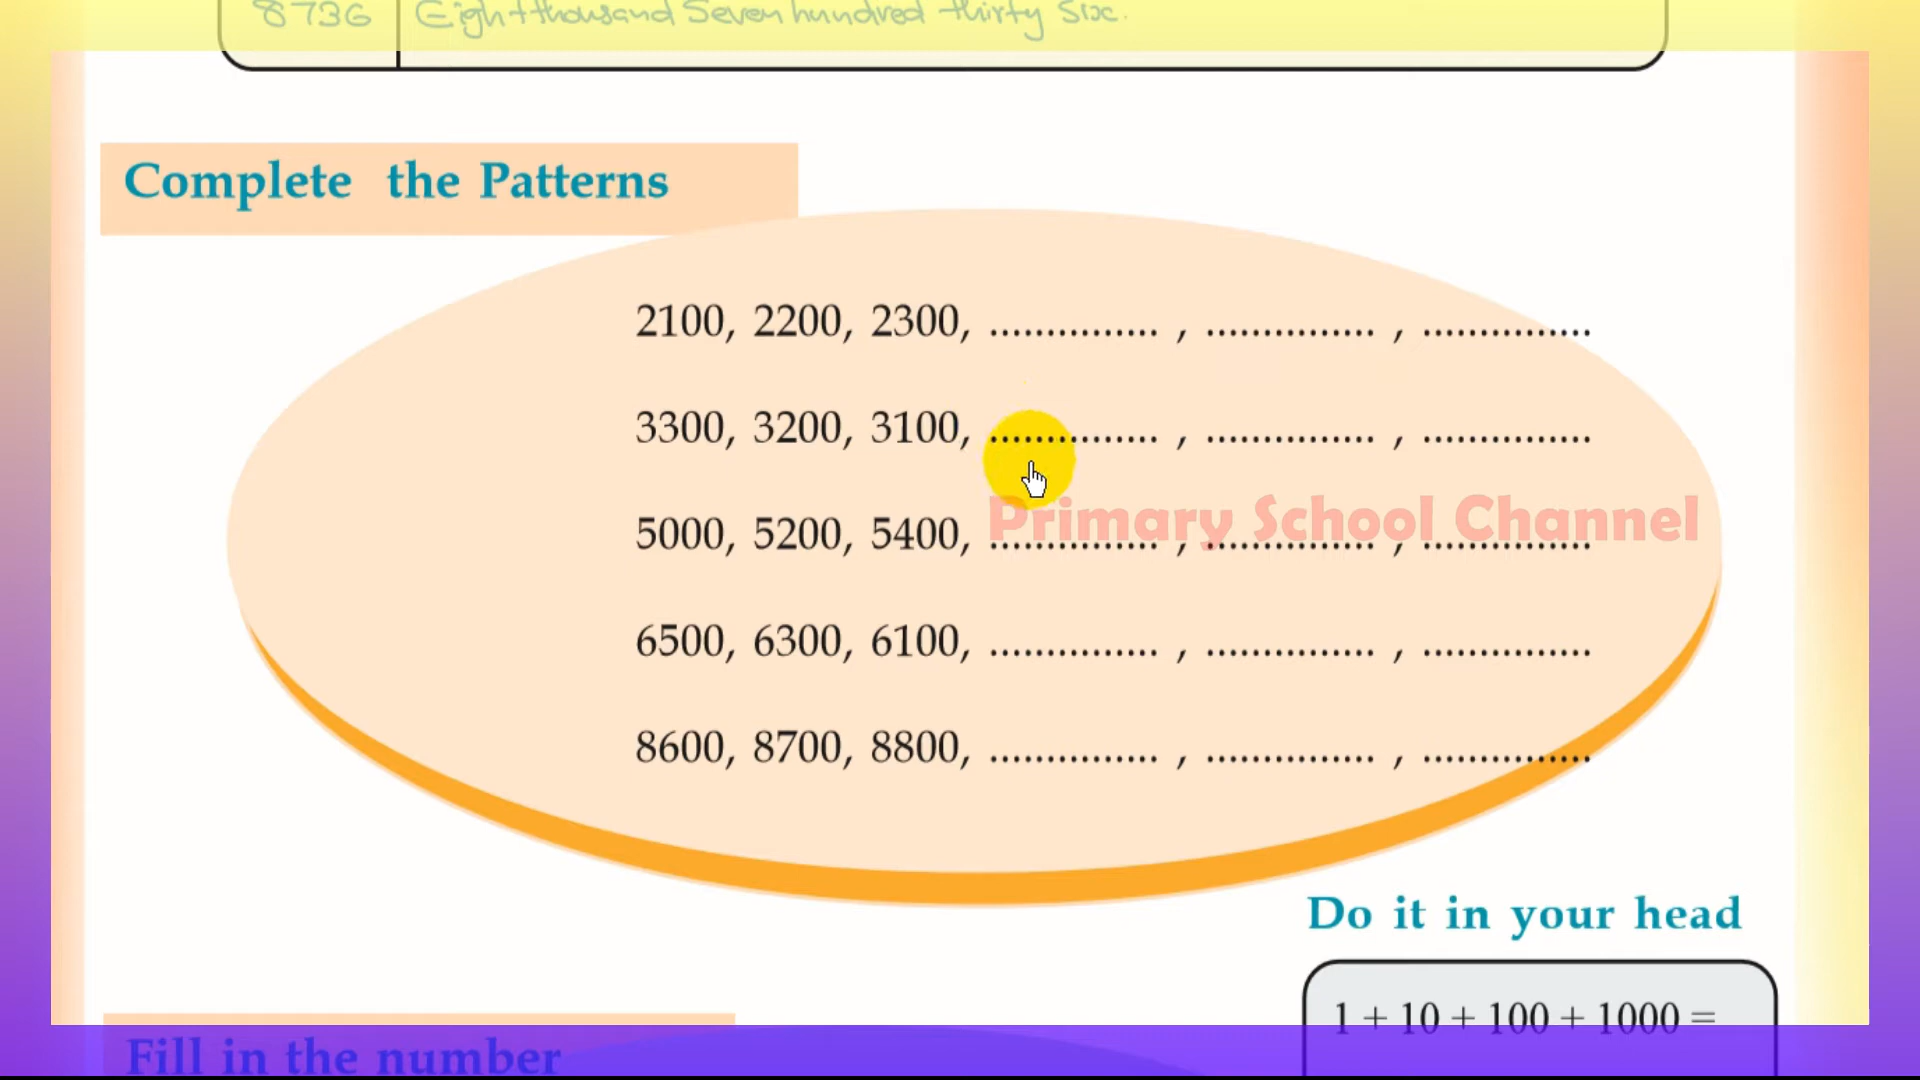 8736 Eight thousand Seven hundred thirty Six.
Complete the Patterns
2100, 2200, 2300, ............... , ............... , ...............
3300, 3200, 3100, ............... , ............... , ...............
Primary School Channel
5000, 5200, 5400, ............... , ............... , ...............
6500, 6300, 6100, ............... , ............... , ...............
8600, 8700, 8800, ............... , ............... , ...............
Do it in your head
1 + 10 + 100 + 1000 =
Fill in the number